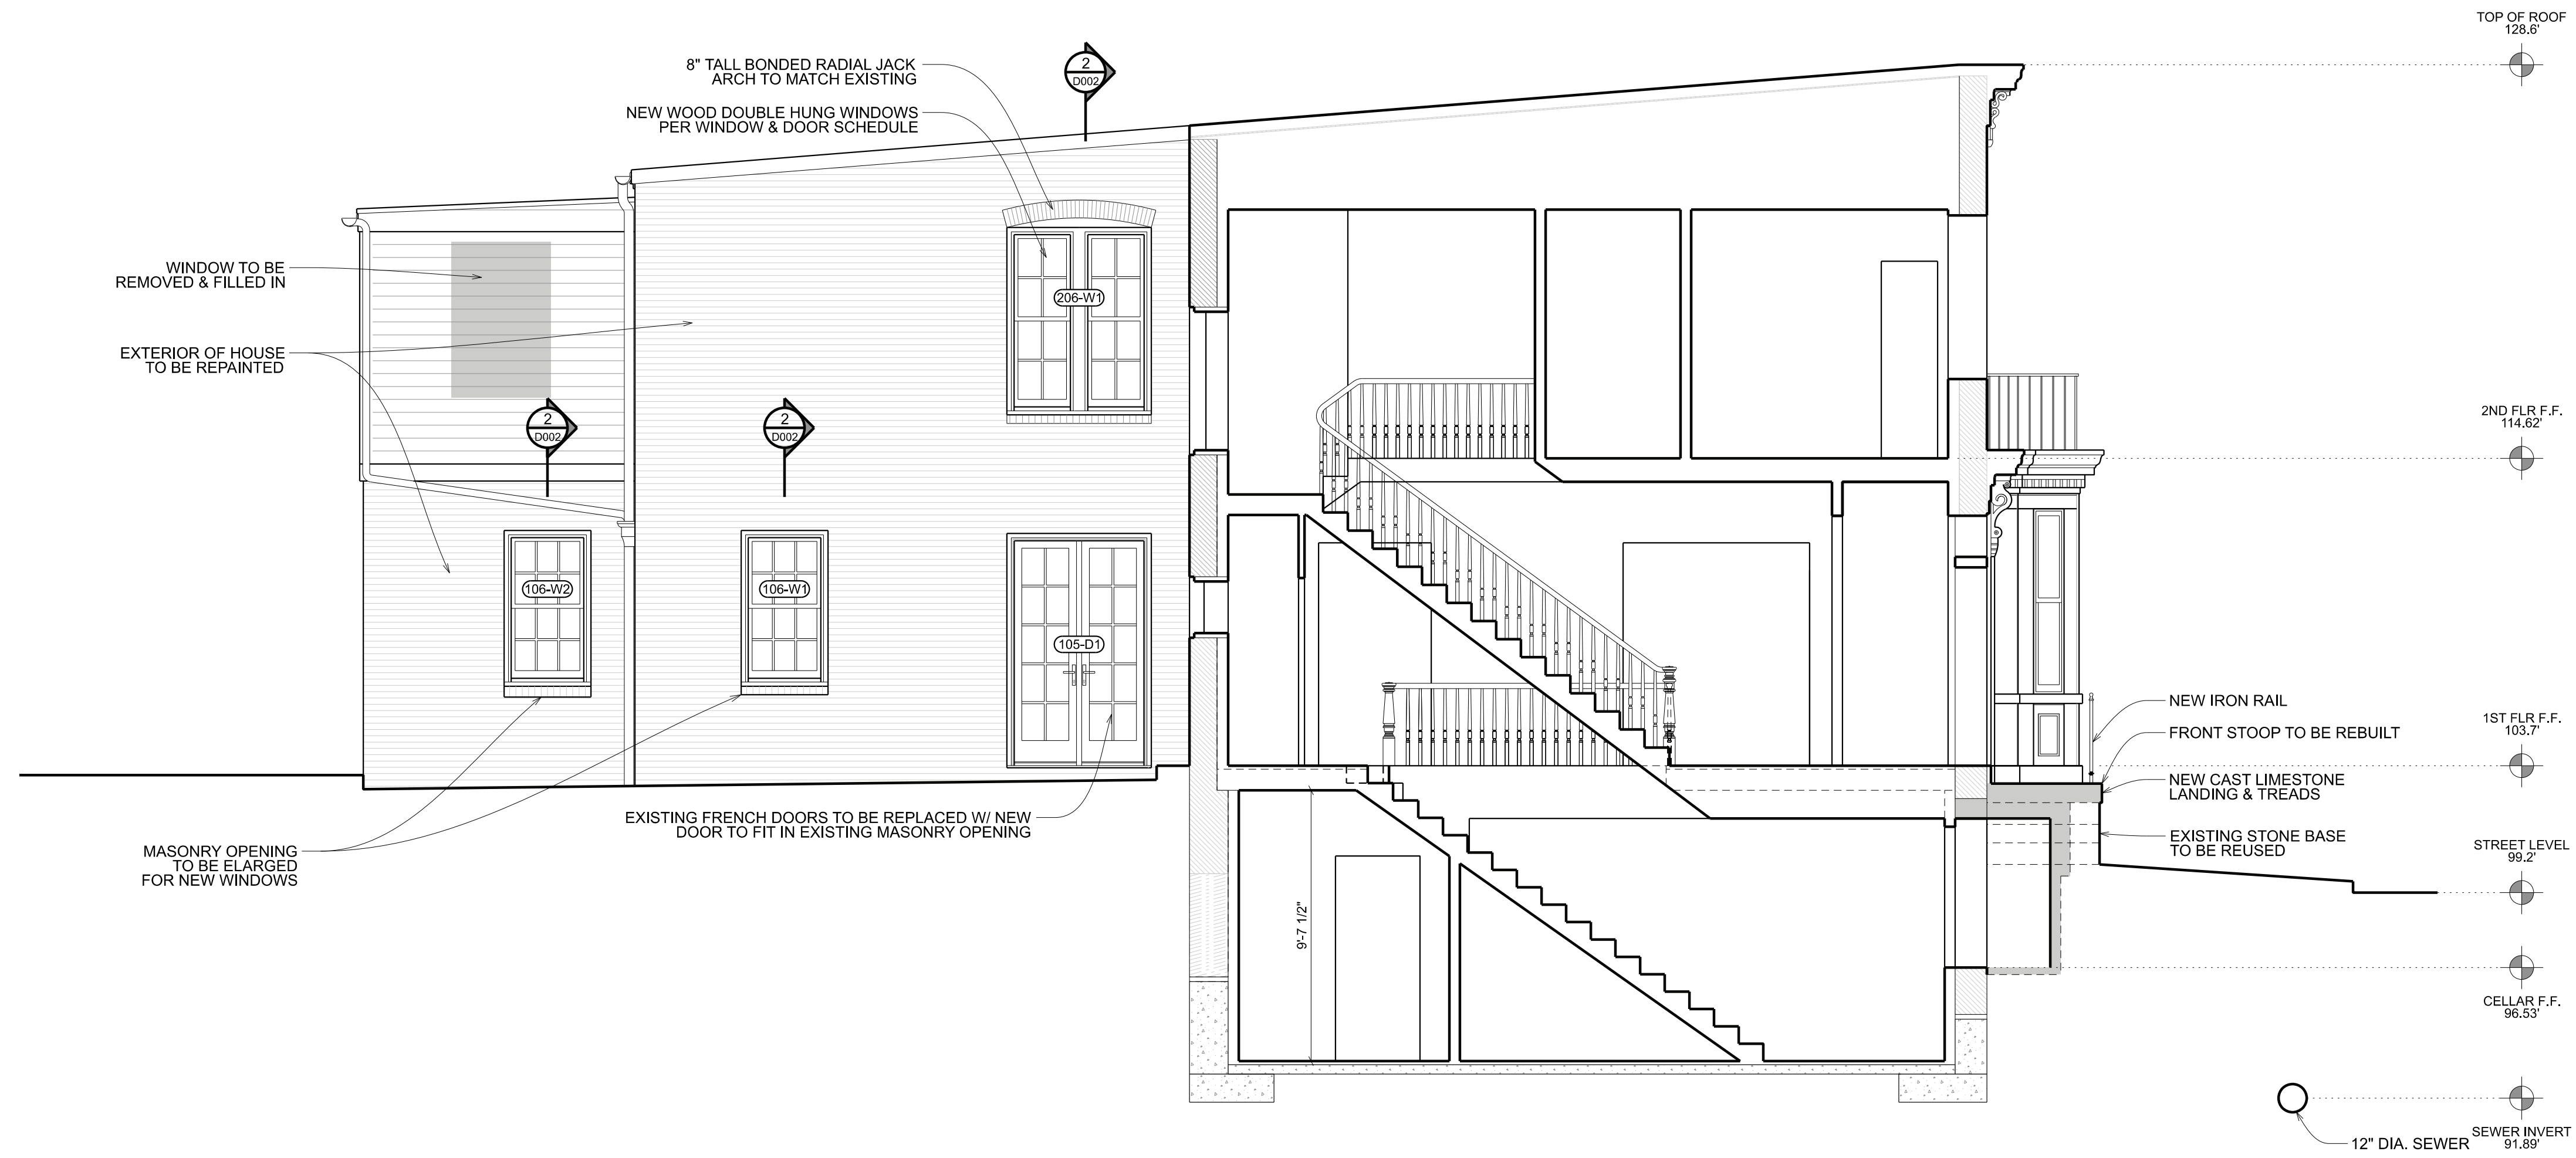 TOP OF ROOF
128.6'
8" TALL BONDED RADIAL JACK
ARCH TO MATCH EXISTING
2
D002
NEW WOOD DOUBLE HUNG WINDOWS
PER WINDOW & DOOR SCHEDULE
WINDOW TO BE
REMOVED & FILLED IN
206-W1
EXTERIOR OF HOUSE
TO BE REPAINTED
2
D002
2
D002
2ND FLR F.F.
114.62'
106-W2
106-W1
105-D1
NEW IRON RAIL
FRONT STOOP TO BE REBUILT
1ST FLR F.F.
103.7'
NEW CAST LIMESTONE
LANDING & TREADS
EXISTING FRENCH DOORS TO BE REPLACED W/ NEW
DOOR TO FIT IN EXISTING MASONRY OPENING
EXISTING STONE BASE
TO BE REUSED
MASONRY OPENING
TO BE ELARGED
FOR NEW WINDOWS
STREET LEVEL
99.2'
9'-7 1/2"
CELLAR F.F.
96.53'
12" DIA. SEWER
SEWER INVERT
91.89'